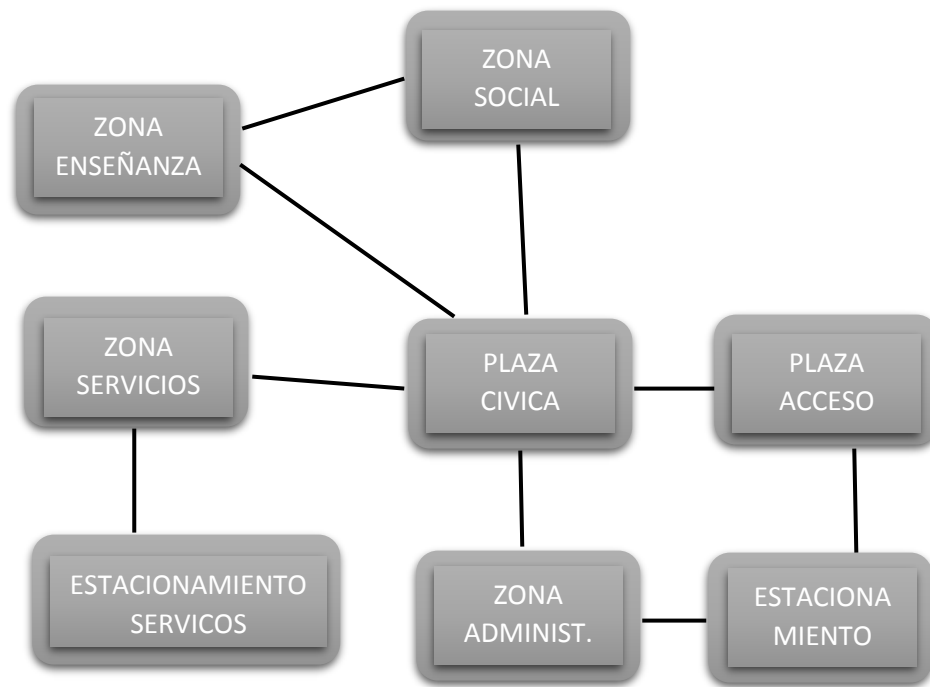 ZONA
SOCIAL
ZONA
ENSEÑANZA
ZONA
SERVICIOS
PLAZA
CIVICA
PLAZA
ACCESO
ESTACIONAMIENTO
SERVICOS
ZONA
ADMINIST.
ESTACIONA
MIENTO